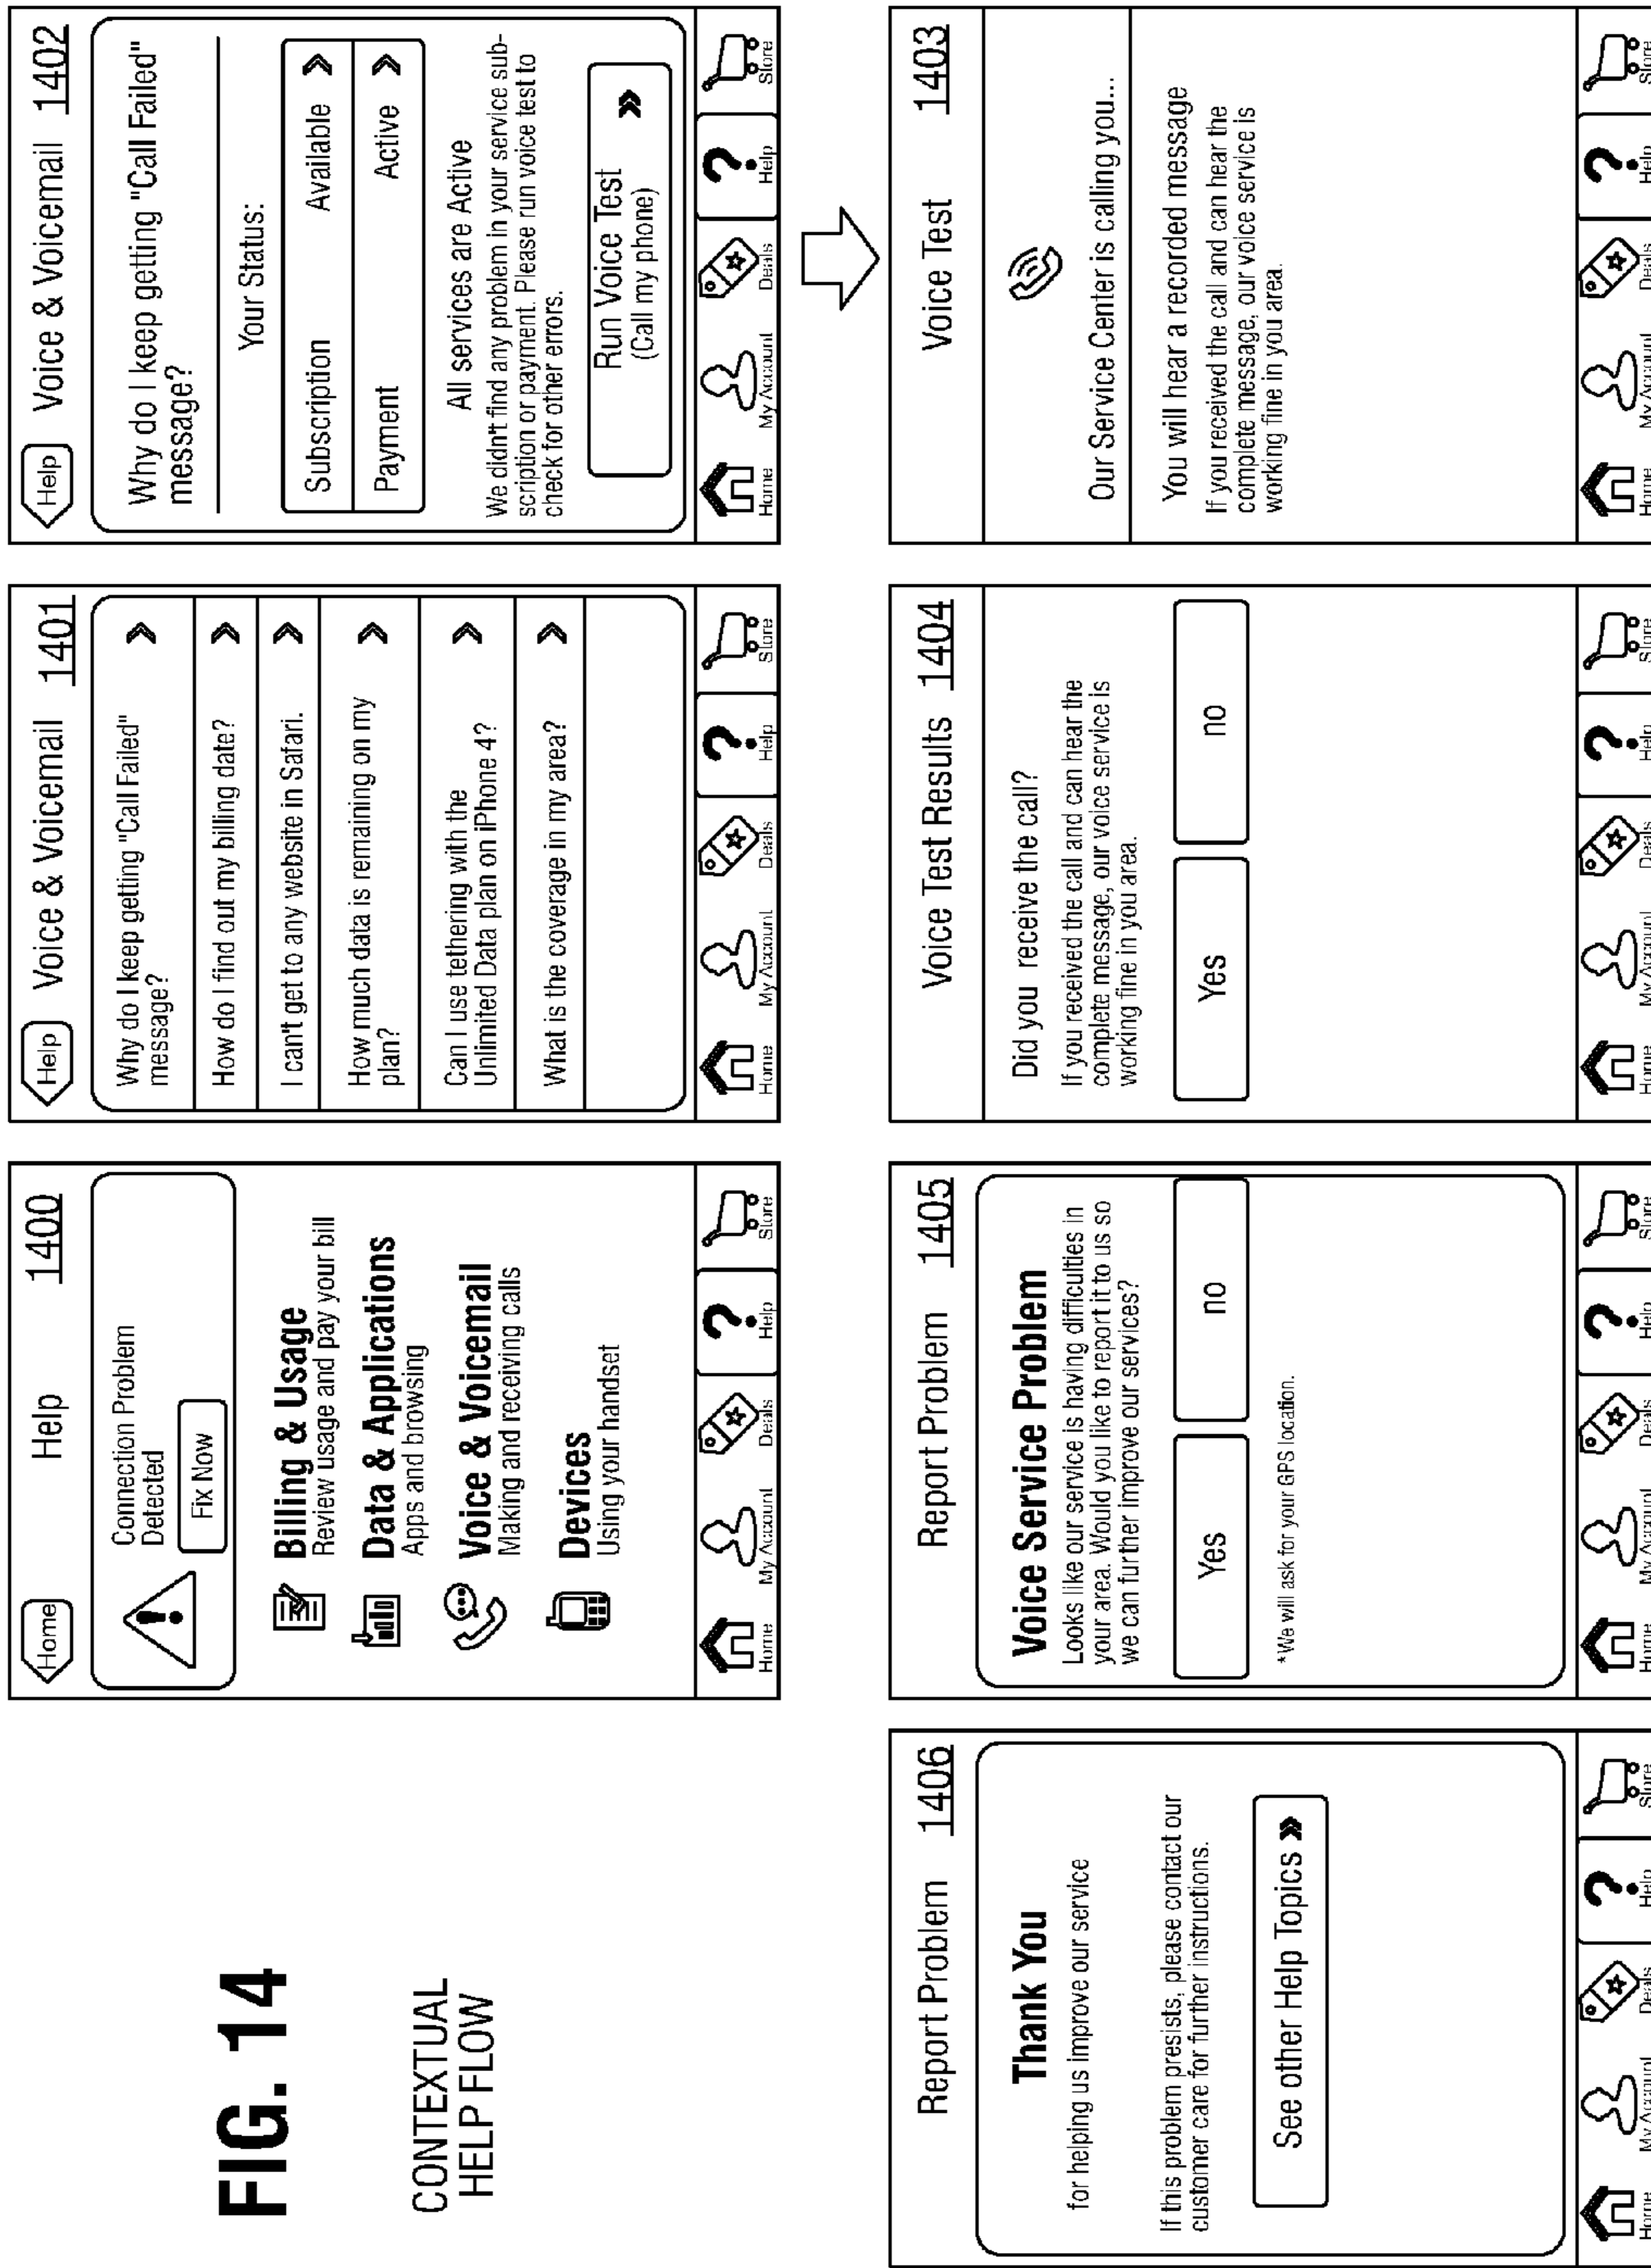 FIG. 14
CONTEXTUAL
HELP FLOW
Home
Help
1400
Connection Problem
Detected
Fix Now
Billing & Usage
Review usage and pay your bill
Data & Applications
Apps and browsing
Voice & Voicemail
Making and receiving calls
Devices
Using your handset
Home
My Account
Deals
Help
Store
Help
Voice & Voicemail
1401
Why do I keep getting "Call Failed"
message?
How do I find out my billing date?
I can't get to any website in Safari.
How much data is remaining on my
plan?
Can I use tethering with the
Unlimited Data plan on iPhone 4?
What is the coverage in my area?
Home
My Account
Deals
Help
Store
Help
Voice & Voicemail
1402
Why do I keep getting "Call Failed"
message?
Your Status:
Subscription Available
Payment Active
All services are Active
We didn't find any problem in your service sub-
scription or payment. Please run voice test to
check for other errors.
Run Voice Test
(Call my phone)
Home
My Account
Deals
Help
Store
Report Problem
1406
Thank You
for helping us improve our service
If this problem presists, please contact our
customer care for further instructions.
See other Help Topics
Home
My Account
Deals
Help
Store
Report Problem
1405
Voice Service Problem
Looks like our service is having difficulties in
your area. Would you like to report it to us so
we can further improve our services?
Yes
no
*We will ask for your GPS location.
Home
My Account
Deals
Help
Store
Voice Test Results
1404
Did you receive the call?
If you received the call and can hear the
complete message, our voice service is
working fine in you area.
Yes
no
Home
My Account
Deals
Help
Store
Voice Test
1403
Our Service Center is calling you...
You will hear a recorded message
If you received the call and can hear the
complete message, our voice service is
working fine in you area.
Home
My Account
Deals
Help
Store